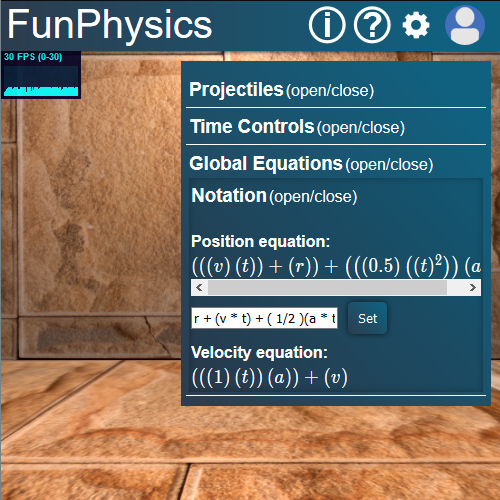 FunPhysics
30 FPS (0-30)
Projectiles (open/close)
Time Controls (open/close)
Global Equations (open/close)
Notation (open/close)
Position equation:
(((v) (t)) + (r)) + (((0.5) ((t)²)) (a
r + (v * t) + ( 1/2 )(a * t
Set
Velocity equation:
(((1) (t)) (a)) + (v)